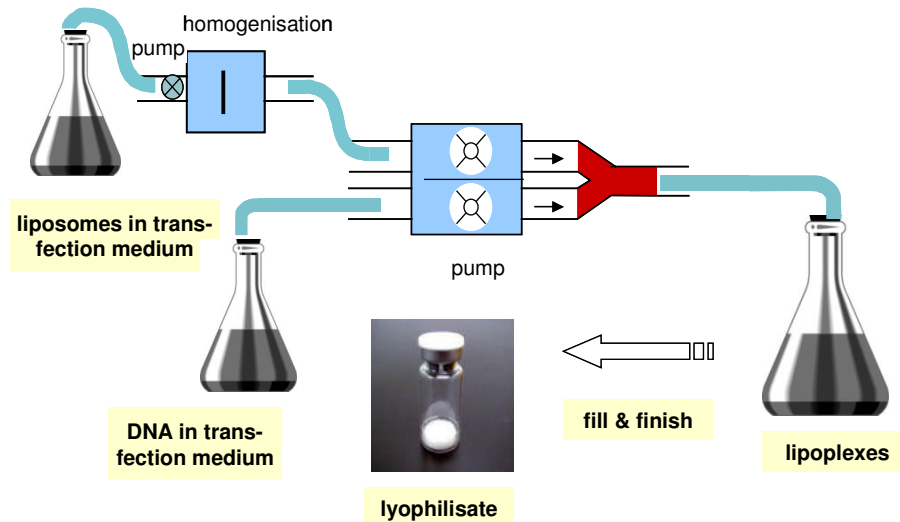 homogenisation
pump
liposomes in trans-
fection medium
pump
DNA in trans-
fection medium
fill & finish
lipoplexes
lyophilisate